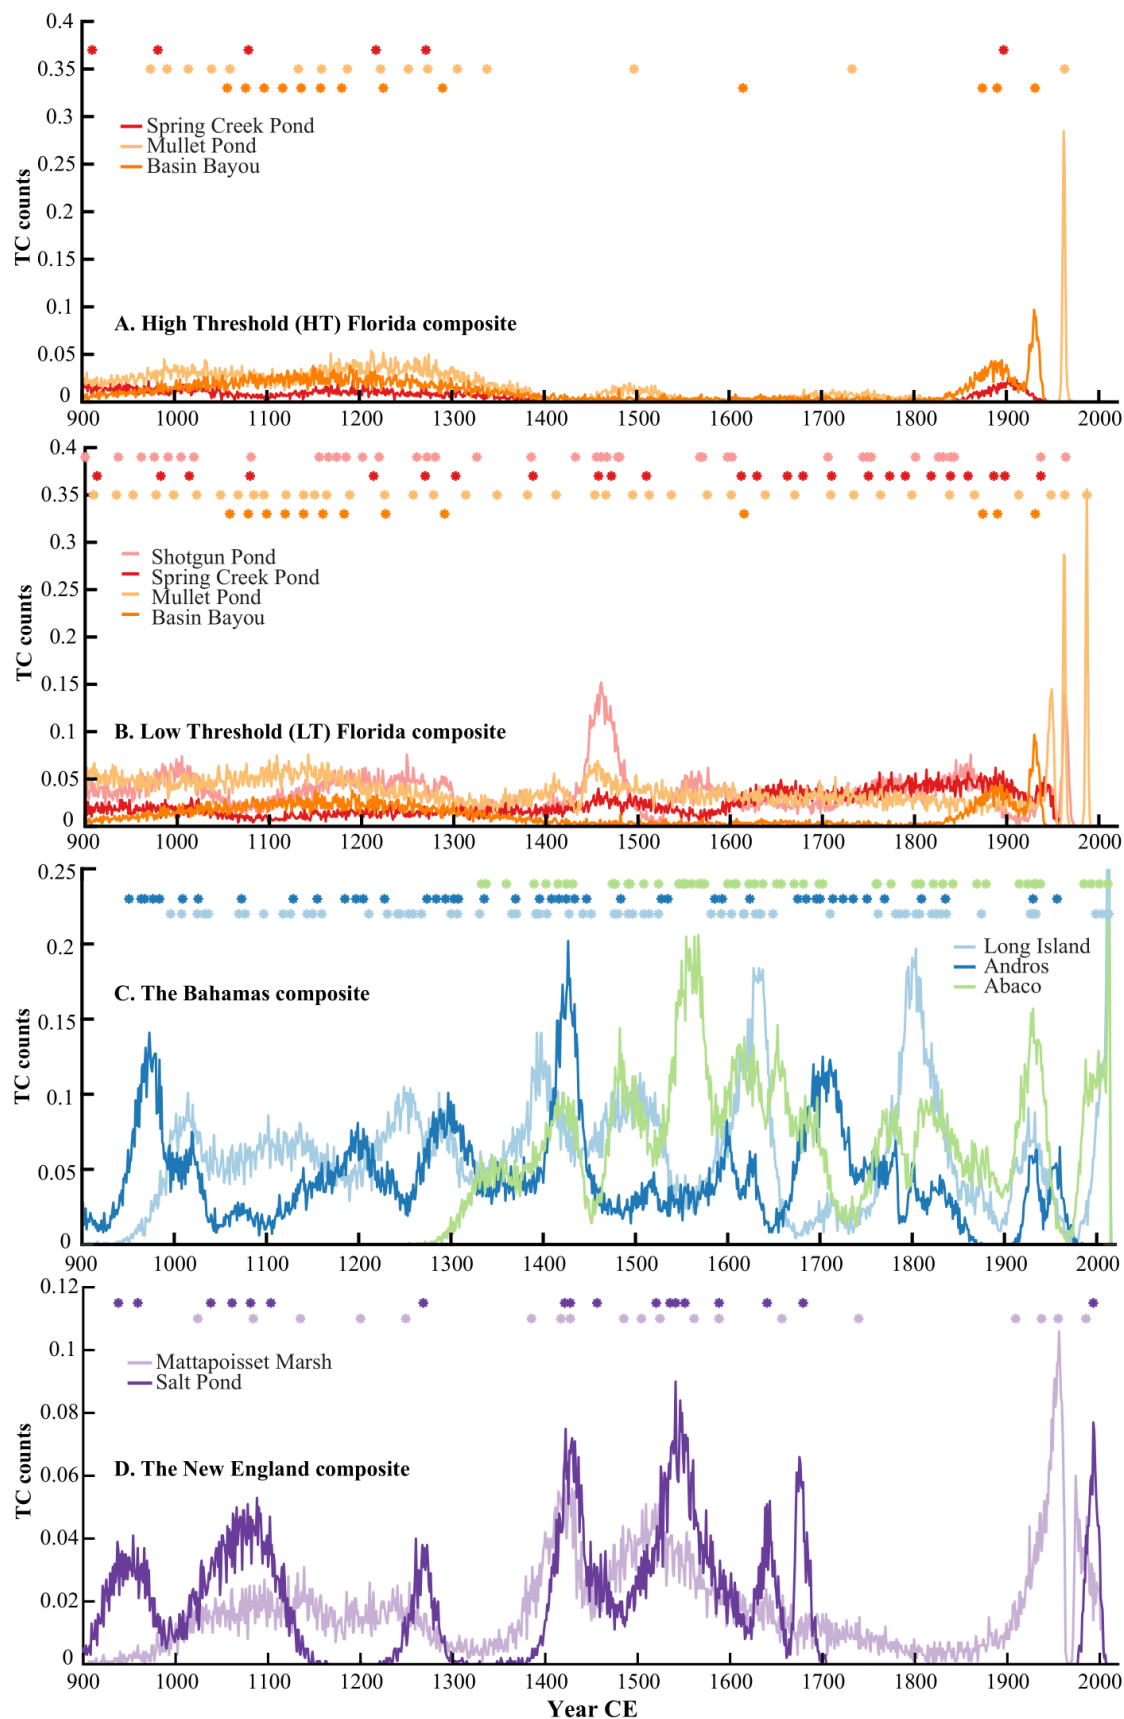 0.4
0.35
0.3
Spring Creek Pond
Mullet Pond
Basin Bayou
0.25
0.2
TC counts
0.15
0.1
A. High Threshold (HT) Florida composite
0.05
0
900 1000 1100 1200 1300 1400 1500 1600 1700 1800 1900 2000
0.4
0.35
0.3
Shotgun Pond
Spring Creek Pond
Mullet Pond
Basin Bayou
0.25
0.2
TC counts
0.15
0.1
B. Low Threshold (LT) Florida composite
0.05
0
900 1000 1100 1200 1300 1400 1500 1600 1700 1800 1900 2000
0.25
0.2
Long Island
Andros
Abaco
C. The Bahamas composite
0.15
TC counts
0.1
0.05
0
900 1000 1100 1200 1300 1400 1500 1600 1700 1800 1900 2000
0.12
0.1
Mattapoisset Marsh
Salt Pond
0.08
TC counts
D. The New England composite
0.06
0.04
0.02
0
900 1000 1100 1200 1300 1400 1500 1600 1700 1800 1900 2000
Year CE